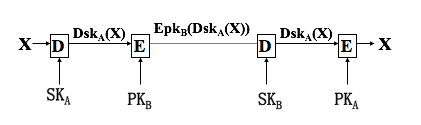 X D Dsk_A(X) E Epk_B(Dsk_A(X)) D Dsk_A(X) E X
SK_A PK_B SK_B PK_A